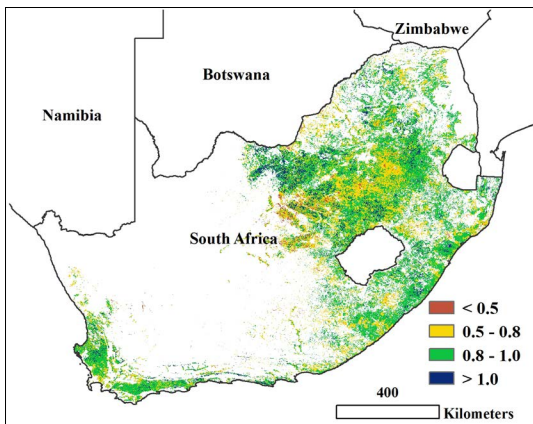 Zimbabwe
Botswana
Namibia
South Africa
< 0.5
0.5 - 0.8
0.8 - 1.0
> 1.0
400
Kilometers